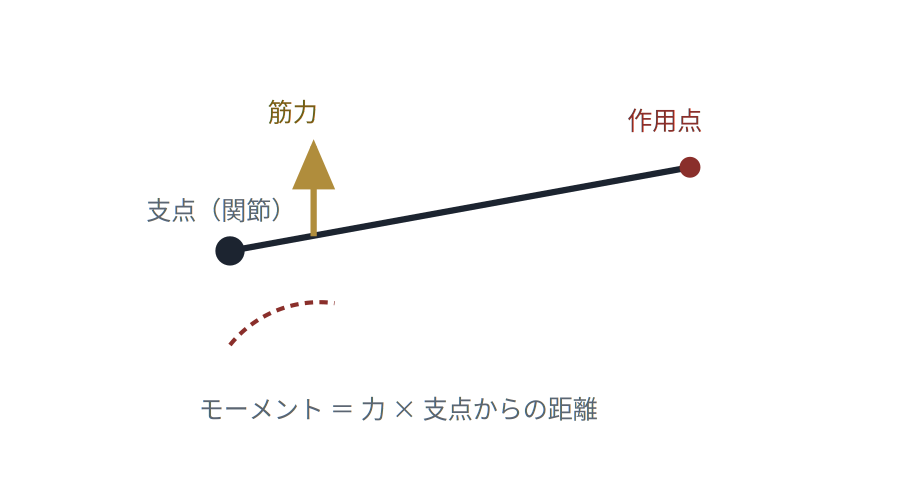 筋力
作用点
支点（関節）
モーメント ＝ 力 × 支点からの距離